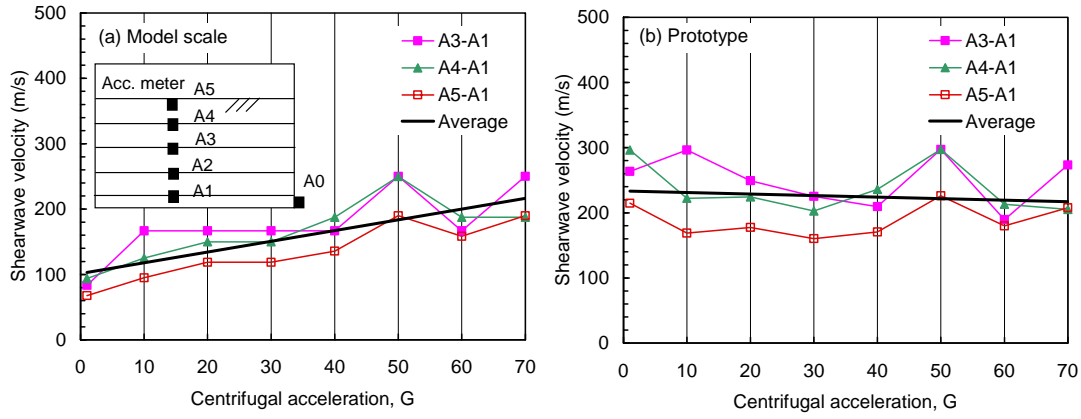 (a) Model scale
Acc. meter
A5
A4
A3
A2
A1
A0
A3-A1
A4-A1
A5-A1
Average
Shearwave velocity (m/s)
500
400
300
200
100
0
0 10 20 30 40 50 60 70
Centrifugal acceleration, G
(b) Prototype
A3-A1
A4-A1
A5-A1
Average
Shearwave velocity (m/s)
500
400
300
200
100
0
0 10 20 30 40 50 60 70
Centrifugal acceleration, G